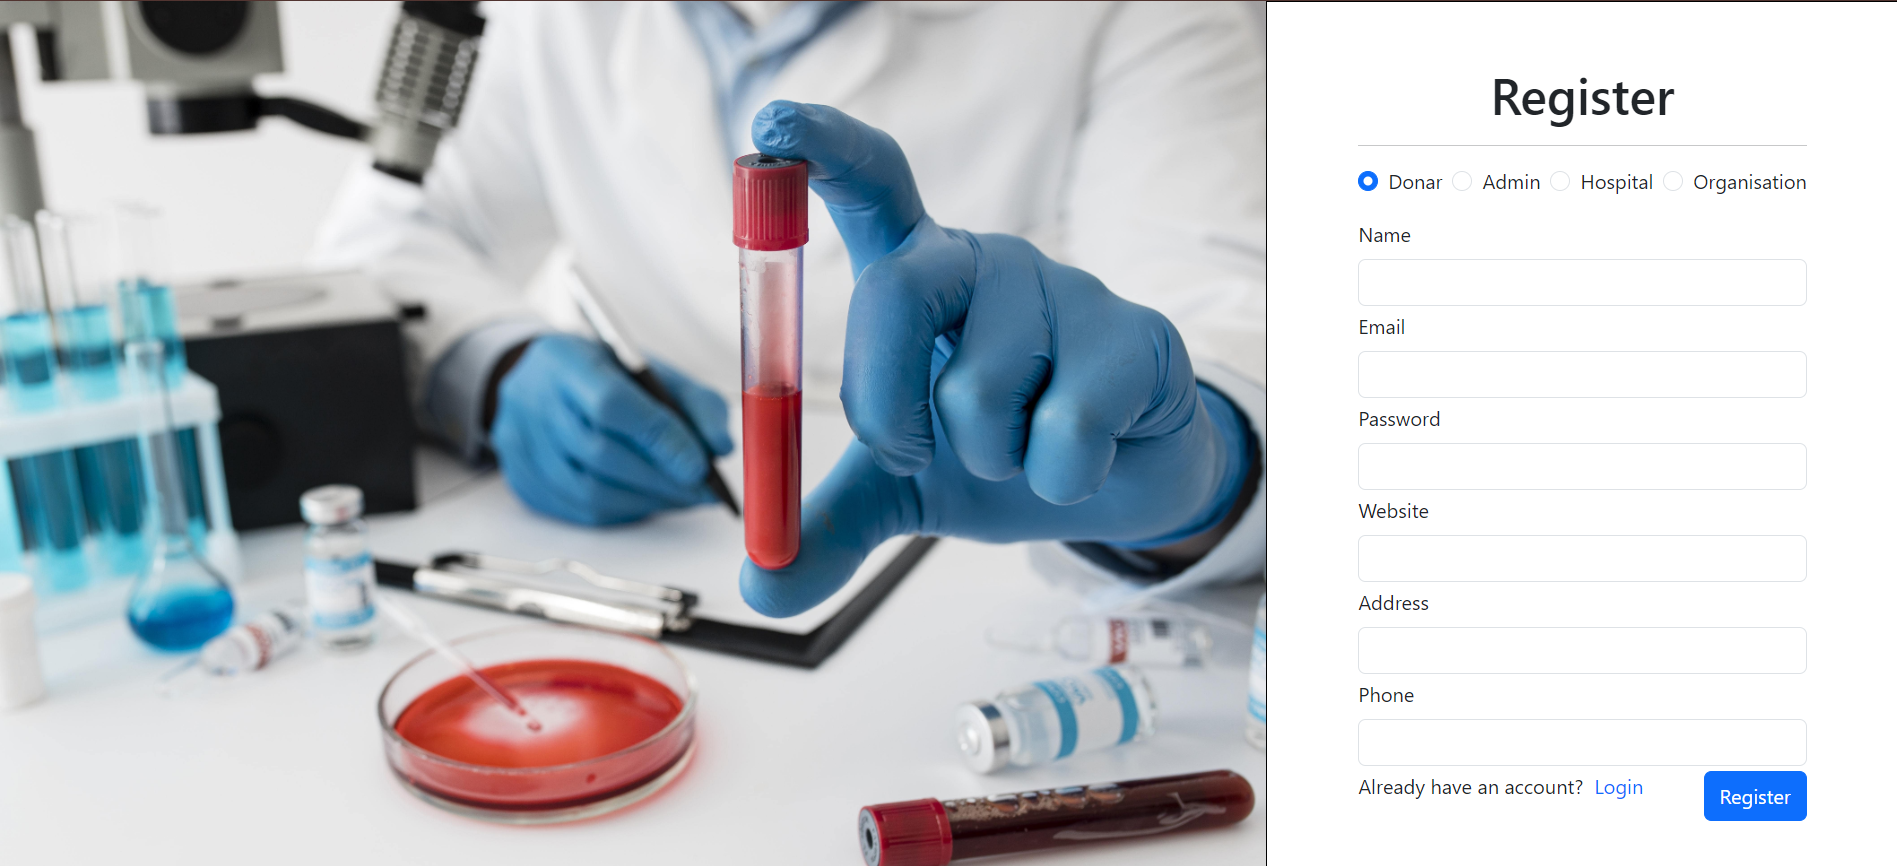 Register
Donar Admin Hospital Organisation
Name
Email
Password
Website
Address
Phone
Already have an account? Login
Register